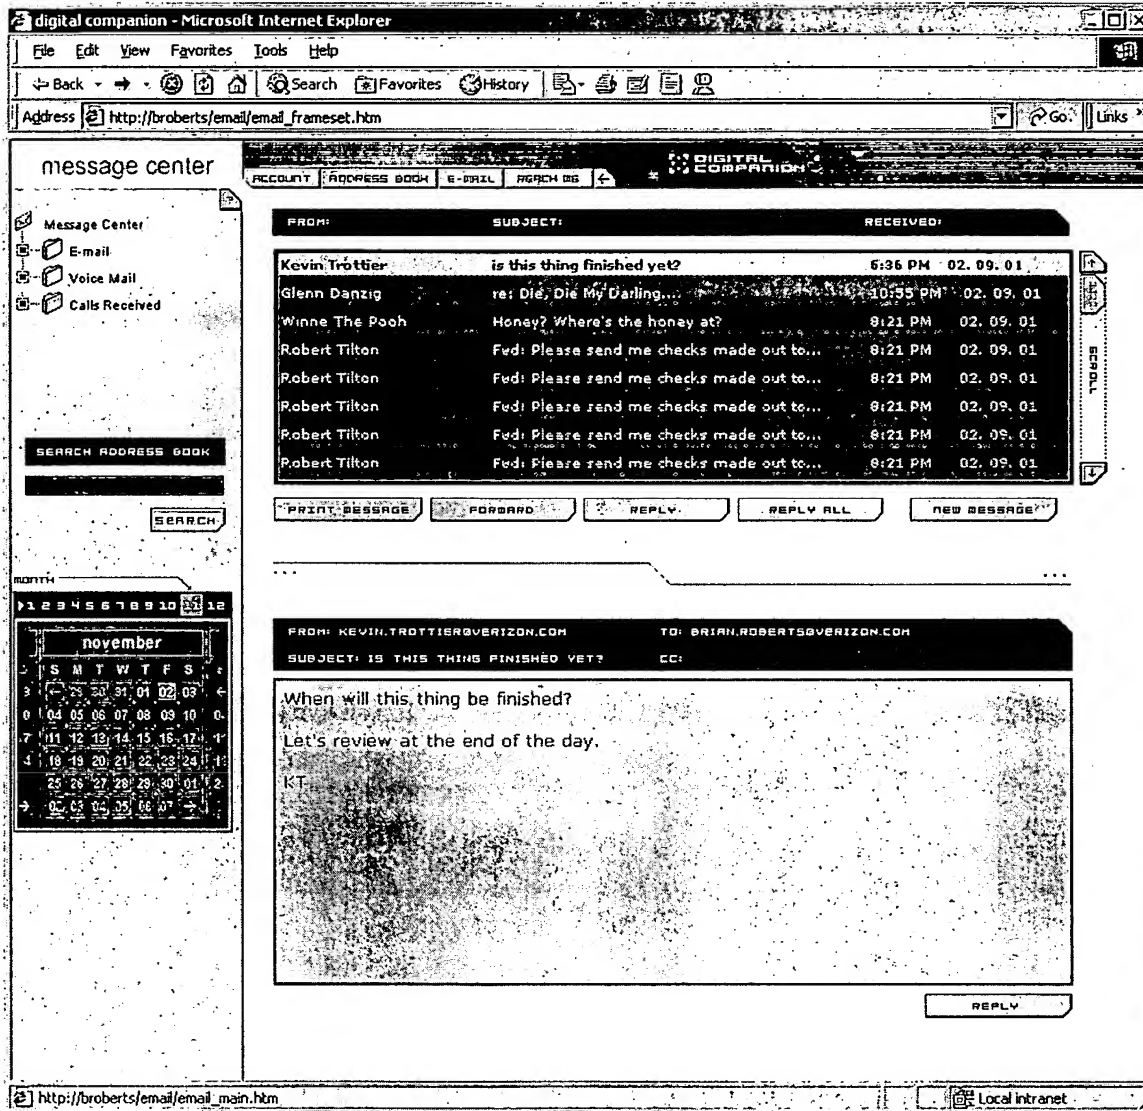 digital companion - Microsoft Internet Explorer
File Edit View Favorites Tools Help
Back Search Favorites History
Address http://broberts/email/email_frameset.htm Go Links »
message center
DIGITAL COMPANION
ACCOUNT ADDRESS BOOK E-MAIL REACH ME
Message Center
E-mail
Voice Mail
Calls Received
FROM: SUBJECT: RECEIVED:
Kevin Trottier is this thing finished yet? 6:36 PM 02. 09. 01
Glenn Danzig re: Die, Die My Darling.... 10:55 PM 02. 09. 01
Winne The Pooh Honey? Where's the honey at? 8:21 PM 02. 09. 01
Robert Tilton Fwd: Please send me checks made out to... 8:21 PM 02. 09. 01
Robert Tilton Fwd: Please send me checks made out to... 8:21 PM 02. 09. 01
Robert Tilton Fwd: Please send me checks made out to... 8:21 PM 02. 09. 01
Robert Tilton Fwd: Please send me checks made out to... 8:21 PM 02. 09. 01
Robert Tilton Fwd: Please send me checks made out to... 8:21 PM 02. 09. 01
SCROLL
SEARCH ADDRESS BOOK
SEARCH
PRINT MESSAGE FORWARD REPLY REPLY ALL NEW MESSAGE
MONTH
1 2 3 4 5 6 7 8 9 10 11 12
november
S M T W T F S
29 30 31 01 02 03
04 05 06 07 08 09 10
11 12 13 14 15 16 17
18 19 20 21 22 23 24
25 26 27 28 29 30 01
02 03 04 05 06 07
FROM: KEVIN.TROTTIER@VERIZON.COM TO: BRIAN.ROBERTS@VERIZON.COM
SUBJECT: IS THIS THING FINISHED YET? CC:
When will this thing be finished?
Let's review at the end of the day.
KT
REPLY
http://broberts/email/email_main.htm Local intranet